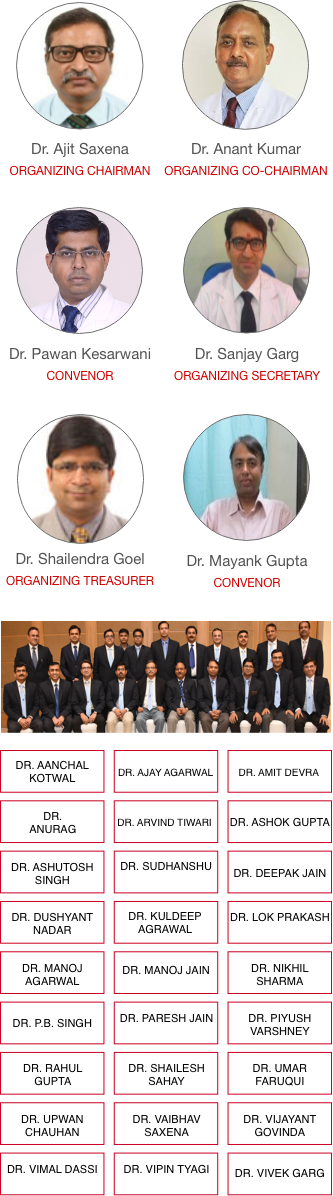 Dr. Ajit Saxena
ORGANIZING CHAIRMAN
Dr. Anant Kumar
ORGANIZING CO-CHAIRMAN
Dr. Pawan Kesarwani
CONVENOR
Dr. Sanjay Garg
ORGANIZING SECRETARY
Dr. Shailendra Goel
ORGANIZING TREASURER
Dr. Mayank Gupta
CONVENOR
DR. AANCHAL
KOTWAL
DR. AJAY AGARWAL
DR. AMIT DEVRA
DR.
ANURAG
DR. ARVIND TIWARI
DR. ASHOK GUPTA
DR. ASHUTOSH
SINGH
DR. SUDHANSHU
DR. DEEPAK JAIN
DR. DUSHYANT
NADAR
DR. KULDEEP
AGRAWAL
DR. LOK PRAKASH
DR. MANOJ
AGARWAL
DR. MANOJ JAIN
DR. NIKHIL
SHARMA
DR. P.B. SINGH
DR. PARESH JAIN
DR. PIYUSH
VARSHNEY
DR. RAHUL
GUPTA
DR. SHAILESH
SAHAY
DR. UMAR
FARUQUI
DR. UPWAN
CHAUHAN
DR. VAIBHAV
SAXENA
DR. VIJAYANT
GOVINDA
DR. VIMAL DASSI
DR. VIPIN TYAGI
DR. VIVEK GARG